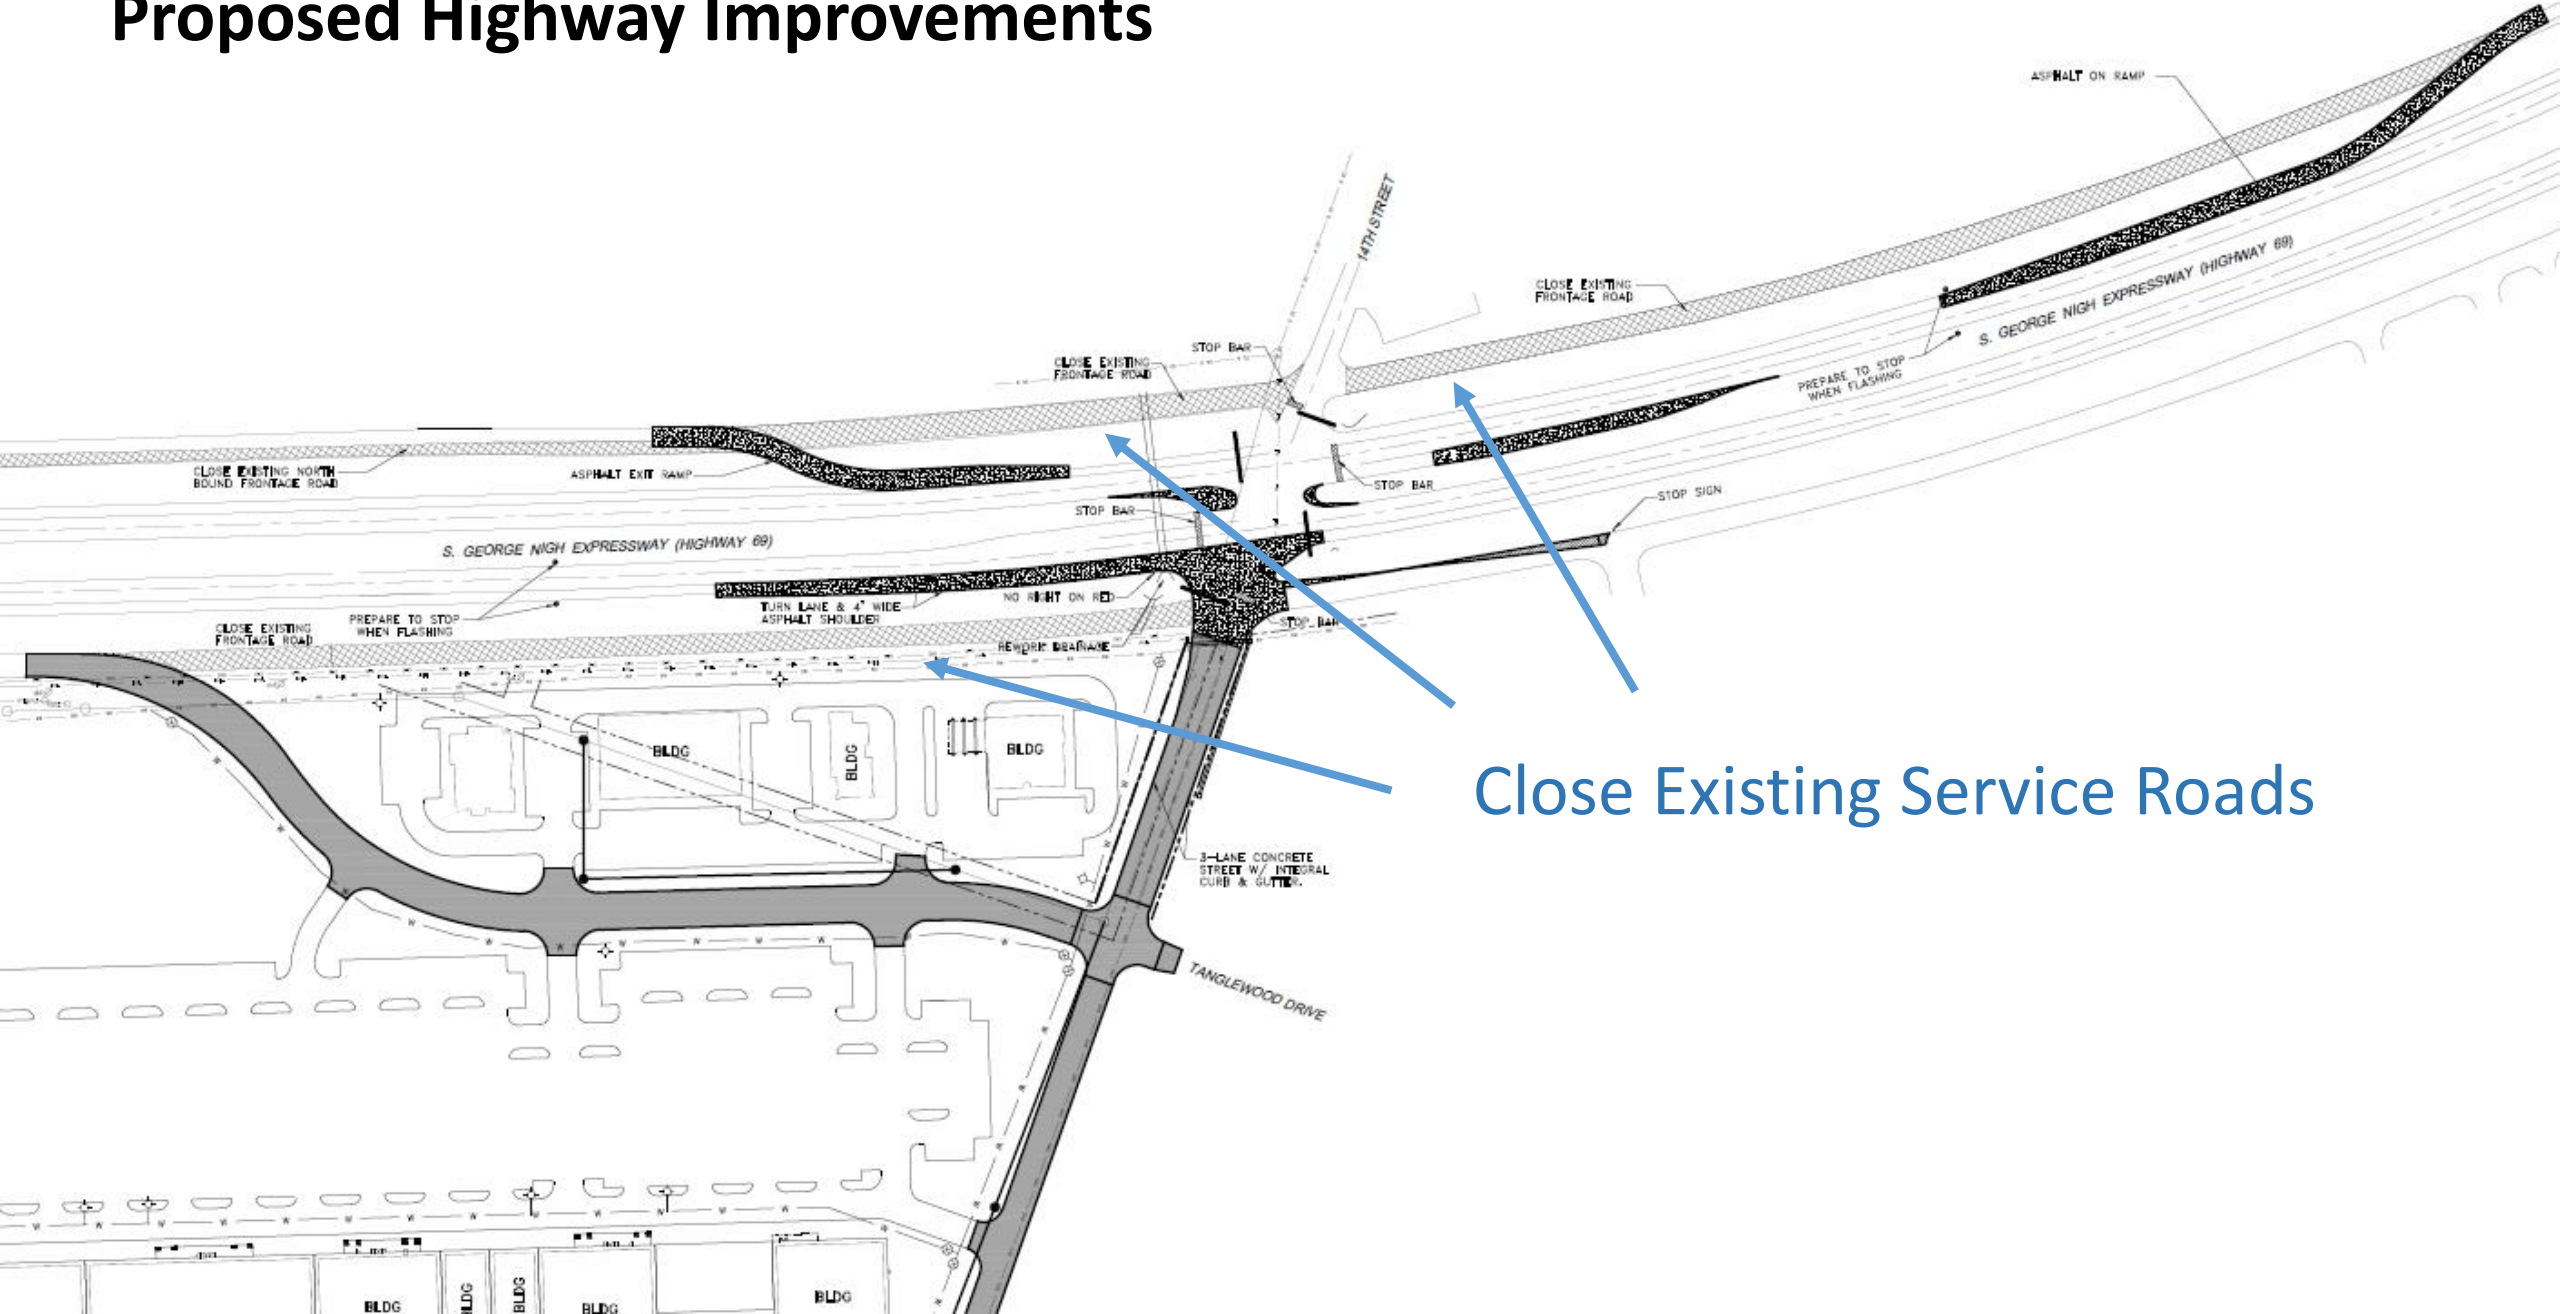 Proposed Highway Improvements
ASPHALT ON RAMP
14TH STREET
S. GEORGE NIGH EXPRESSWAY (HIGHWAY 69)
CLOSE EXISTING
FRONTAGE ROAD
STOP BAR
CLOSE EXISTING
FRONTAGE ROAD
PREPARE TO STOP
WHEN FLASHING
CLOSE EXISTING NORTH
BOUND FRONTAGE ROAD
ASPHALT EXIT RAMP
STOP BAR
STOP SIGN
STOP BAR
S. GEORGE NIGH EXPRESSWAY (HIGHWAY 69)
NO RIGHT ON RED
TURN LANE & 4' WIDE
ASPHALT SHOULDER
PREPARE TO STOP
WHEN FLASHING
CLOSE EXISTING
FRONTAGE ROAD
STOP BAR
REWORK DRAINAGE
BLDG
BLDG
BLDG
Close Existing Service Roads
3-LANE CONCRETE
STREET W/ INTEGRAL
CURB & GUTTER.
TANGLEWOOD DRIVE
BLDG
BLDG
BLDG
BLDG
BLDG